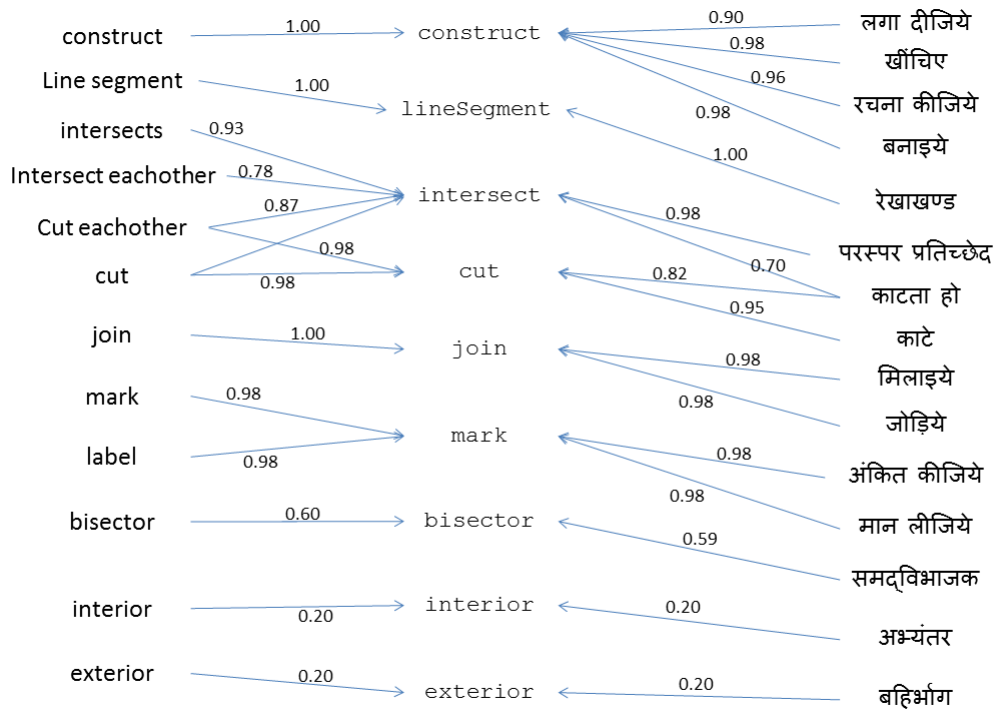 construct
Line segment
intersects
Intersect eachother
Cut eachother
cut
join
mark
label
bisector
interior
exterior
1.00
1.00
0.93
0.78
0.87
0.98
0.98
1.00
0.98
0.98
0.60
0.20
0.20
construct
lineSegment
intersect
cut
join
mark
bisector
interior
exterior
0.90
0.98
0.96
0.98
1.00
0.98
0.70
0.82
0.95
0.98
0.98
0.98
0.98
0.59
0.20
0.20
लगा दीजिये
खींचिए
रचना कीजिये
बनाइये
रेखाखण्ड
परस्पर प्रतिच्छेद
काटता हो
काटे
मिलाइये
जोड़िये
अंकित कीजिये
मान लीजिये
समद्‌विभाजक
अभ्यंतर
बहिर्भाग